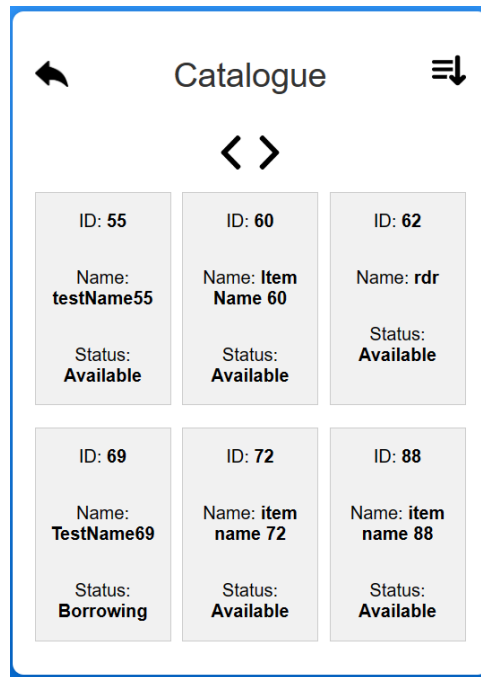 Catalogue
ID: 55
Name:
testName55
Status:
Available
ID: 60
Name: Item
Name 60
Status:
Available
ID: 62
Name: rdr
Status:
Available
ID: 69
Name:
TestName69
Status:
Borrowing
ID: 72
Name: item
name 72
Status:
Available
ID: 88
Name: item
name 88
Status:
Available